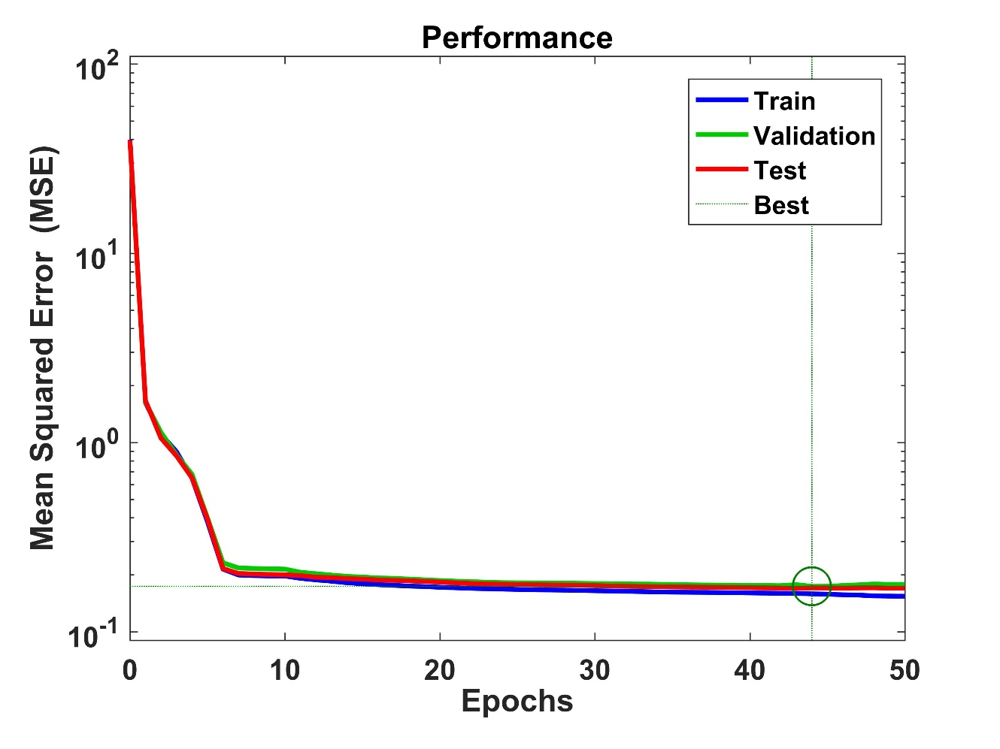 Performance
10^2
10^1
10^0
10^-1
Mean Squared Error (MSE)
Train
Validation
Test
Best
0 10 20 30 40 50
Epochs